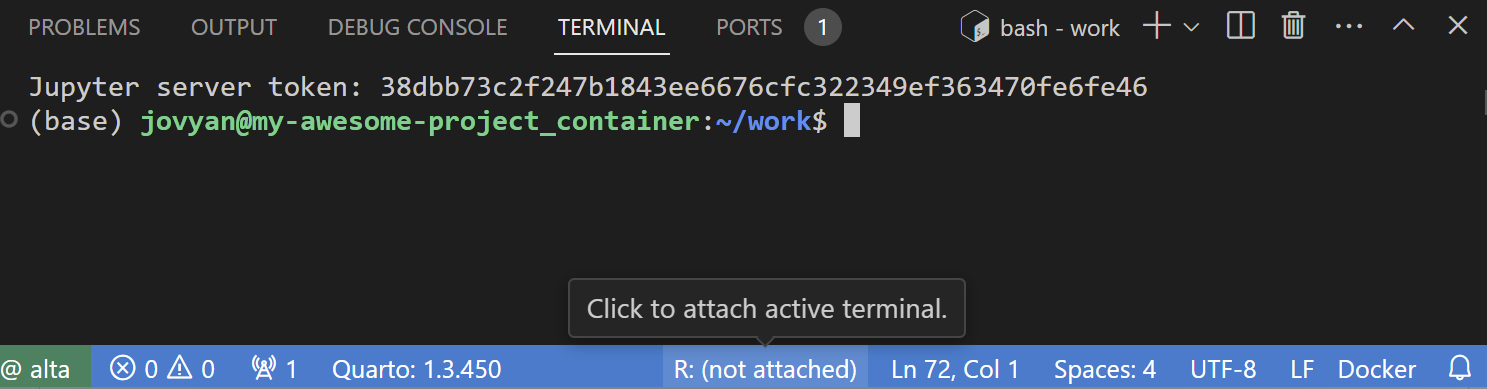 PROBLEMS OUTPUT DEBUG CONSOLE TERMINAL PORTS 1 bash - work
Jupyter server token: 38dbb73c2f247b1843ee6676cfc322349ef363470fe6fe46
(base) jovyan@my-awesome-project_container:~/work$
Click to attach active terminal.
@ alta 0 0 1 Quarto: 1.3.450 R: (not attached) Ln 72, Col 1 Spaces: 4 UTF-8 LF Docker